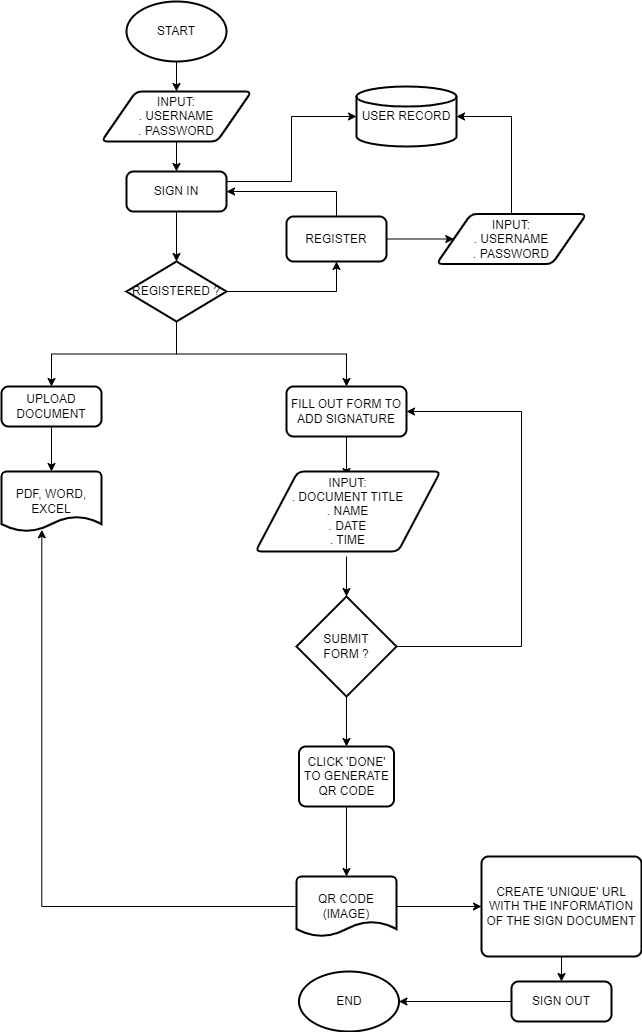 START
INPUT:
. USERNAME
. PASSWORD
USER RECORD
SIGN IN
REGISTER
INPUT:
. USERNAME
. PASSWORD
REGISTERED ?
UPLOAD
DOCUMENT
FILL OUT FORM TO
ADD SIGNATURE
PDF, WORD,
EXCEL
INPUT:
. DOCUMENT TITLE
. NAME
. DATE
. TIME
SUBMIT
FORM ?
CLICK 'DONE'
TO GENERATE
QR CODE
QR CODE
(IMAGE)
CREATE 'UNIQUE' URL
WITH THE INFORMATION
OF THE SIGN DOCUMENT
SIGN OUT
END